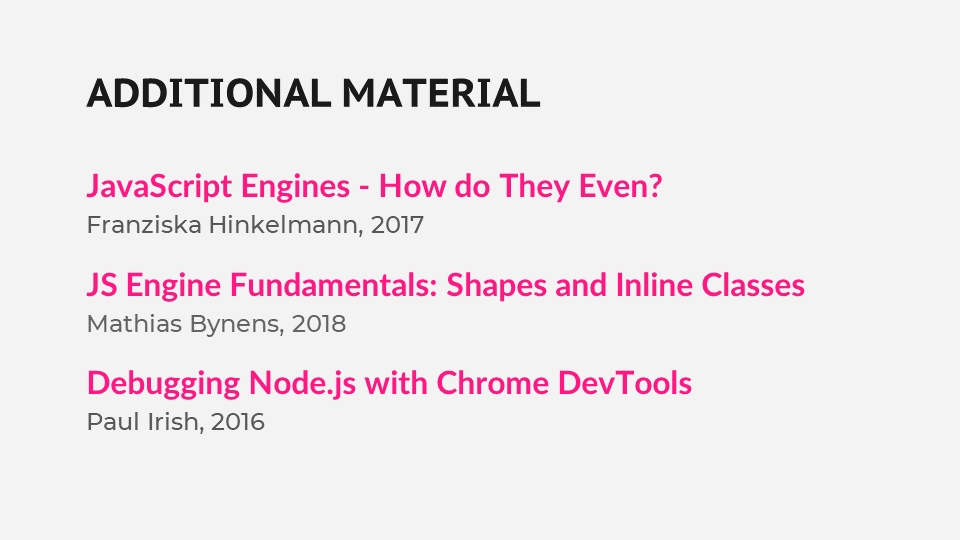 ADDITIONAL MATERIAL
JavaScript Engines - How do They Even?
Franziska Hinkelmann, 2017
JS Engine Fundamentals: Shapes and Inline Classes
Mathias Bynens, 2018
Debugging Node.js with Chrome DevTools
Paul Irish, 2016